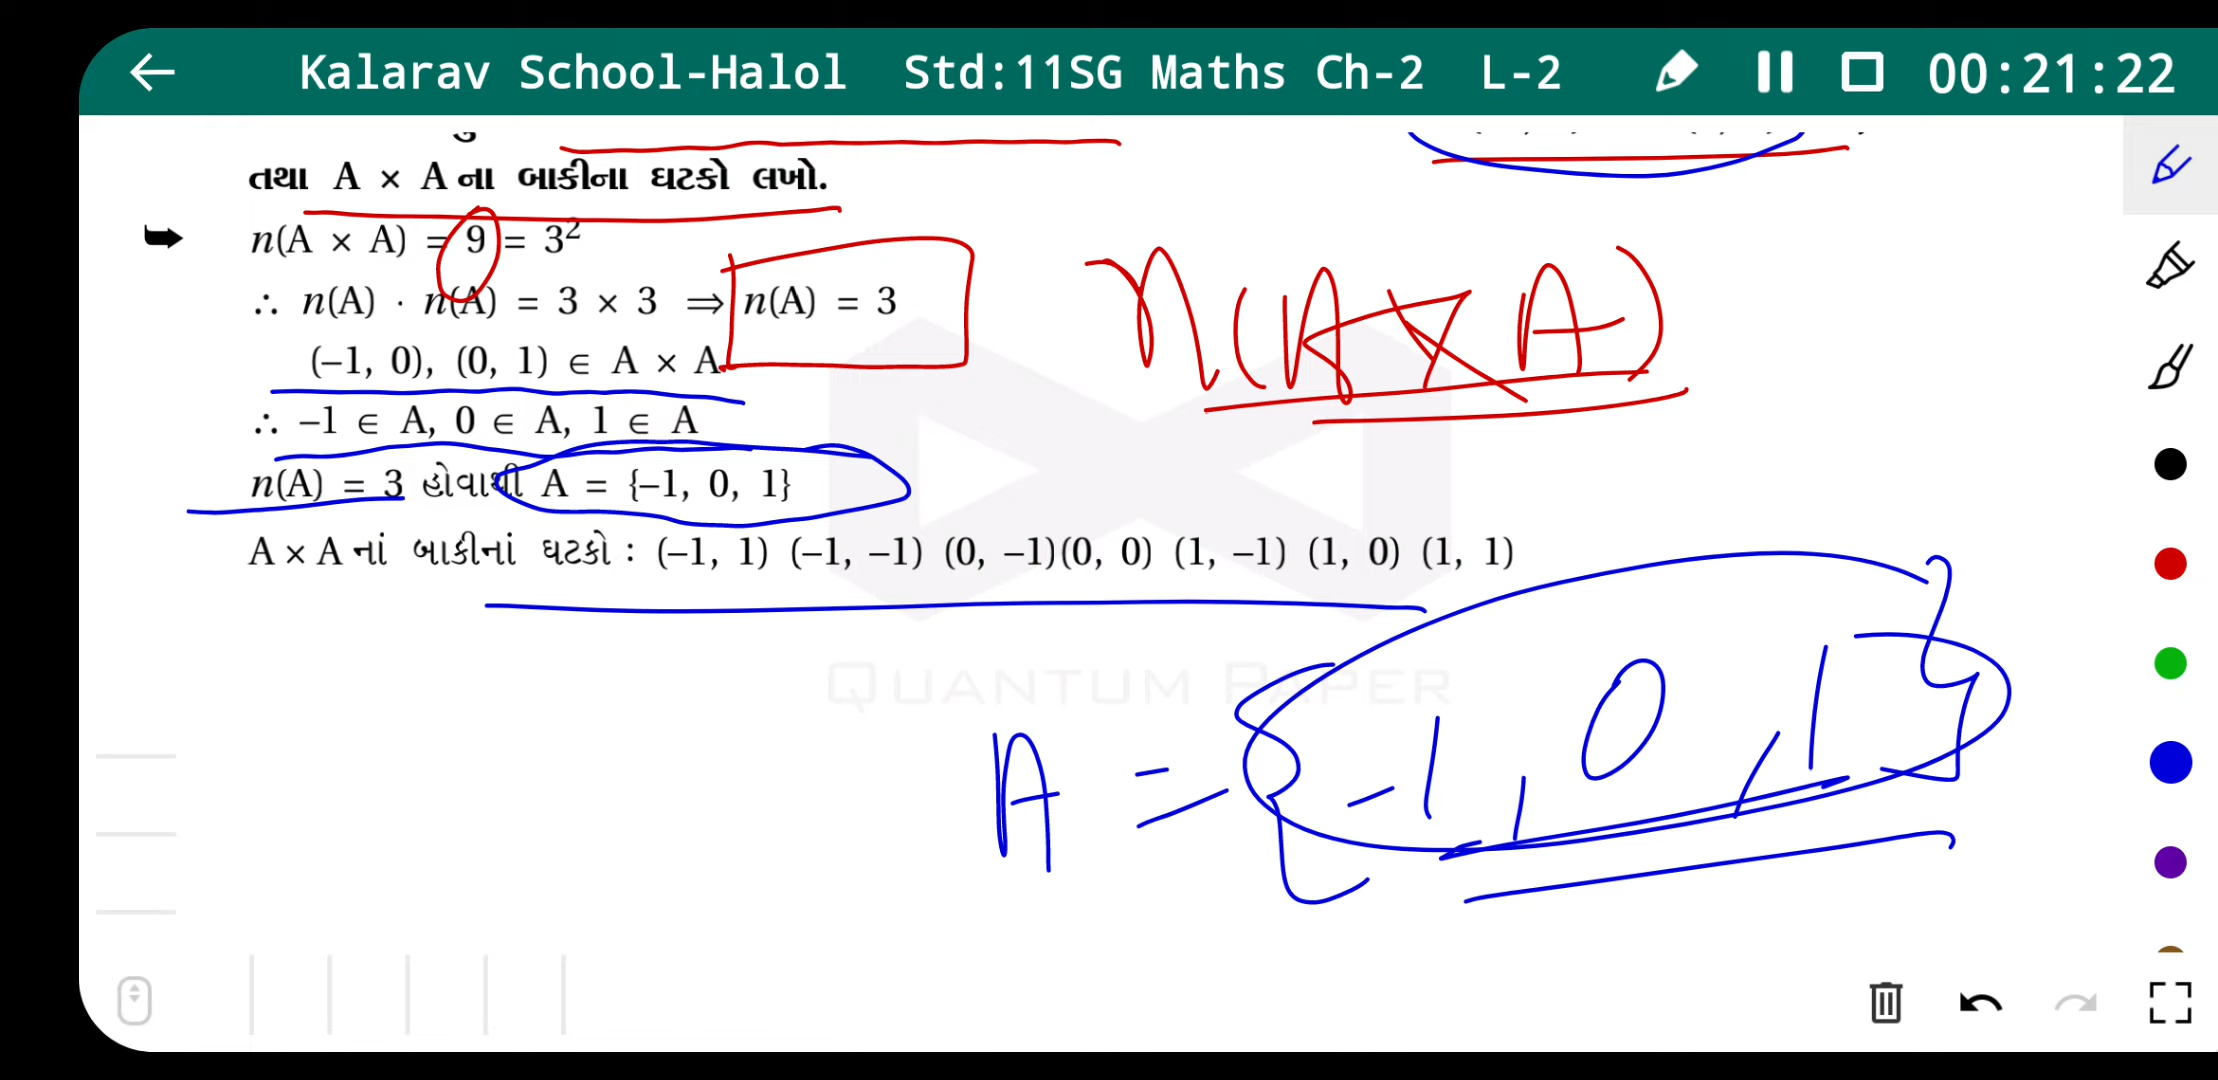 Kalarav School-Halol Std:11SG Maths Ch-2 L-2 00:21:22
તથા A × A ના બાકીના ઘટકો લખો.
n(A × A) = 9 = 3²
∴ n(A) · n(A) = 3 × 3 ⇒ n(A) = 3
n(A × A)
(–1, 0), (0, 1) ∈ A × A
∴ –1 ∈ A, 0 ∈ A, 1 ∈ A
n(A) = 3 હોવાથી A = {–1, 0, 1}
A × A નાં બાકીનાં ઘટકો : (–1, 1) (–1, –1) (0, –1)(0, 0) (1, –1) (1, 0) (1, 1)
QUANTUM PAPER
A = {-1, 0, 1}